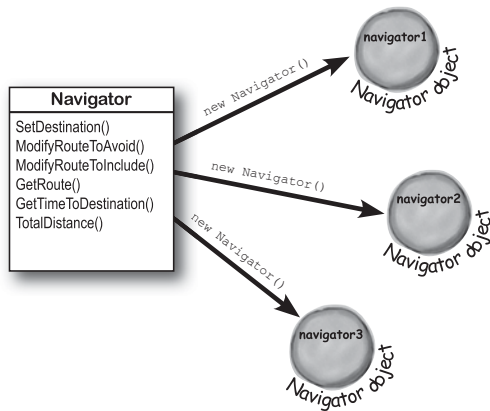 Navigator
SetDestination()
ModifyRouteToAvoid()
ModifyRouteToInclude()
GetRoute()
GetTimeToDestination()
TotalDistance()
new Navigator()
navigator1
Navigator object
new Navigator()
navigator2
Navigator object
new Navigator()
navigator3
Navigator object